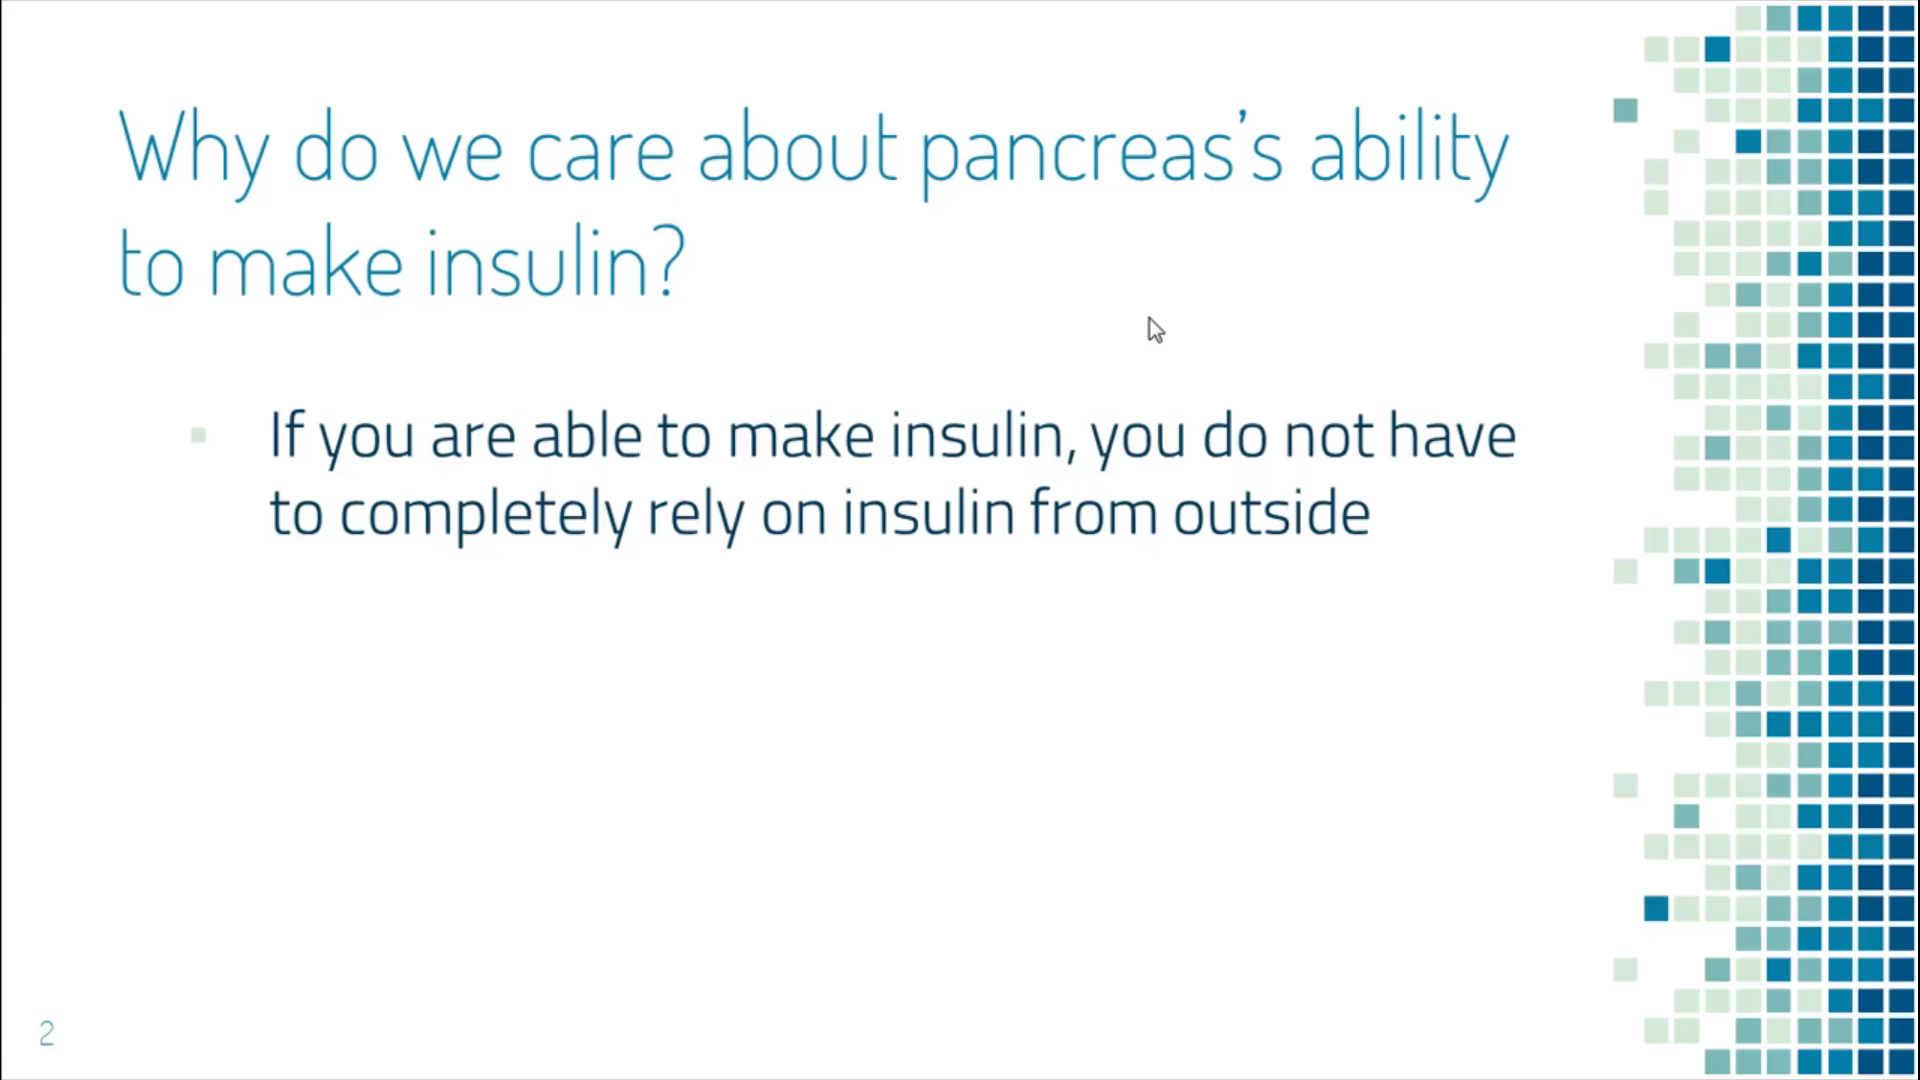 Why do we care about pancreas’s ability
to make insulin?
If you are able to make insulin, you do not have
to completely rely on insulin from outside
2